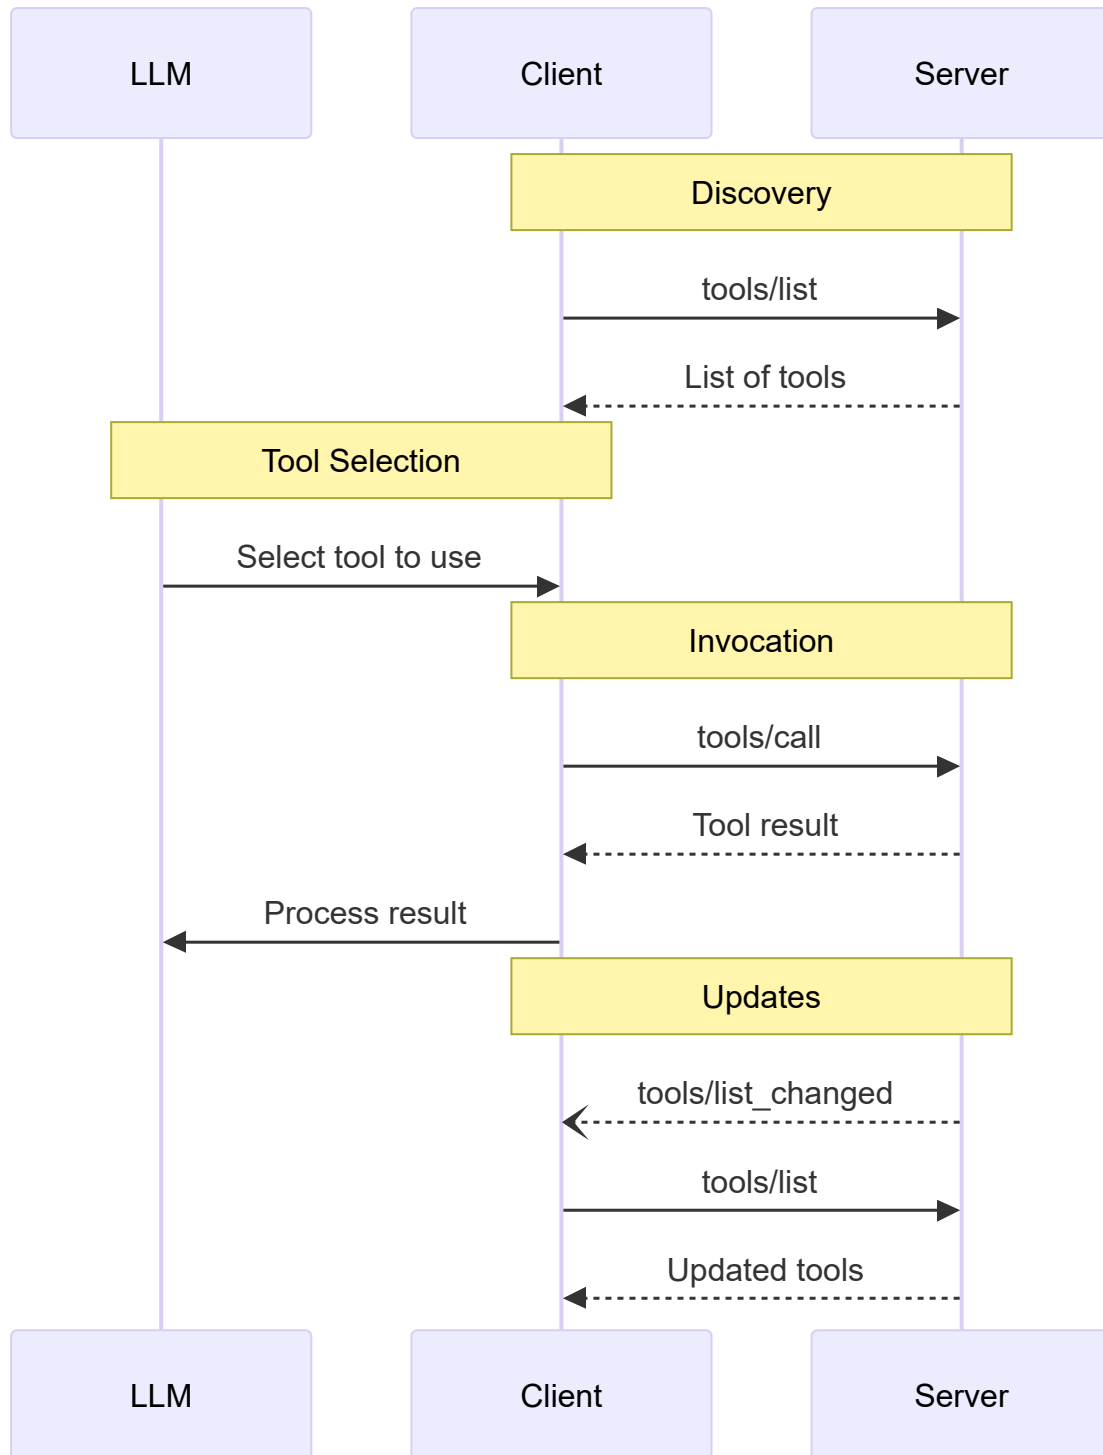 LLM
Client
Server
Discovery
tools/list
List of tools
Tool Selection
Select tool to use
Invocation
tools/call
Tool result
Process result
Updates
tools/list_changed
tools/list
Updated tools
LLM
Client
Server